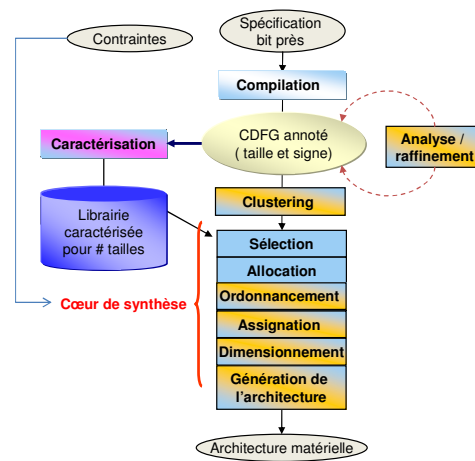 Contraintes
Spécification
bit près
Compilation
CDFG annoté
( taille et signe)
Caractérisation
Analyse /
raffinement
Clustering
Librairie
caractérisée
pour # tailles
Sélection
Allocation
Cœur de synthèse
Ordonnancement
Assignation
Dimensionnement
Génération de
l'architecture
Architecture matérielle